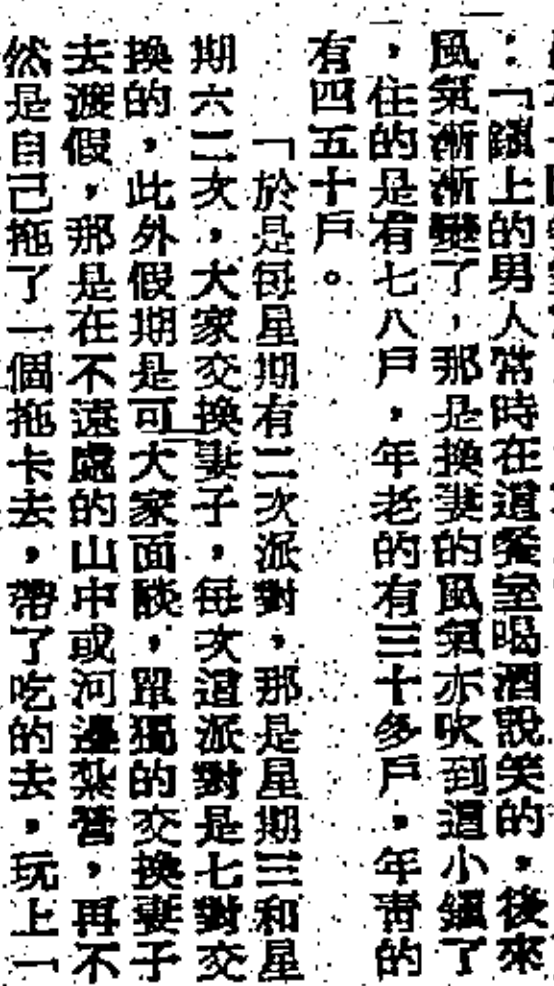 ：「鎮上的男人常時在這餐室喝酒說笑的，後來
風氣漸漸變了，那是換妻的風氣亦吹到這小鎮了
，住的是有七八戶，年老的有三十多戶，年青的
有四五十戶。
「於是每星期有二次派對，那是星期三和星
期六二次，大家交換妻子，每次這派對是七對交
換的，此外假期是可大家面談，單獨的交換妻子
去渡假，那是在不遠處的山中或河邊紮營，再不
然是自己拖了一個拖卡去，帶了吃的去，玩上一